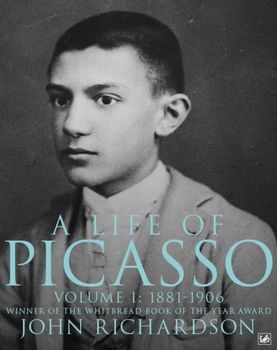 A LIFE OF
PICASSO
VOLUME I: 1881-1906
WINNER OF THE WHITBREAD BOOK OF THE YEAR AWARD
JOHN RICHARDSON